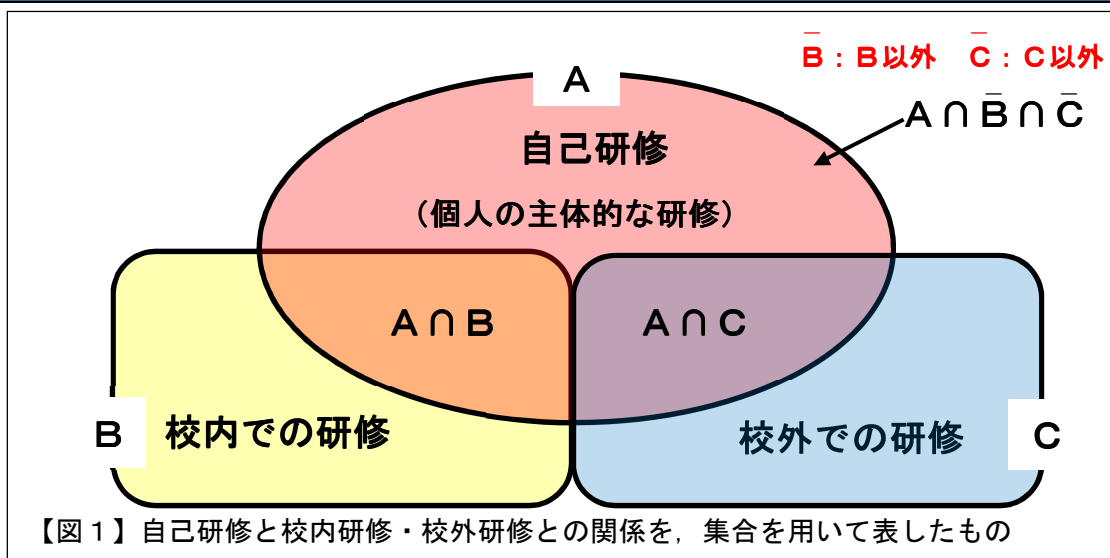 B̄：B以外　C̄：C以外
A
A∩B̄∩C̄
自己研修
（個人の主体的な研修）
A∩B
A∩C
B
校内での研修
校外での研修
C
【図１】自己研修と校内研修・校外研修との関係を，集合を用いて表したもの